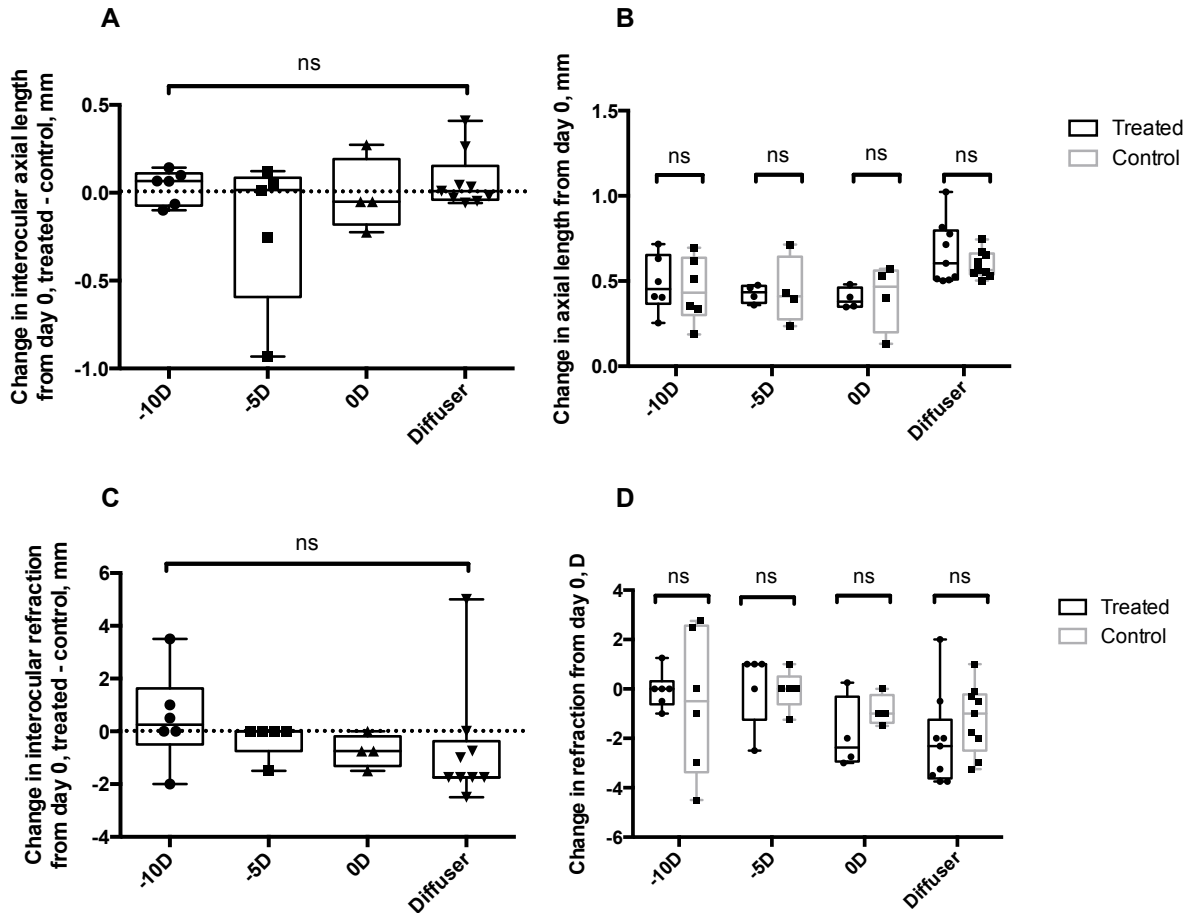 A
Change in interocular axial length
from day 0, treated - control, mm
ns
0.5
0.0
-0.5
-1.0
-10D
-5D
0D
Diffuser
B
Change in axial length from day 0, mm
1.5
1.0
0.5
0.0
ns
ns
ns
ns
-10D
-5D
0D
Diffuser
Treated
Control
C
Change in interocular refraction
from day 0, treated - control, mm
ns
6
4
2
0
-2
-4
-10D
-5D
0D
Diffuser
D
Change in refraction from day 0, D
4
2
0
-2
-4
-6
ns
ns
ns
ns
-10D
-5D
0D
Diffuser
Treated
Control